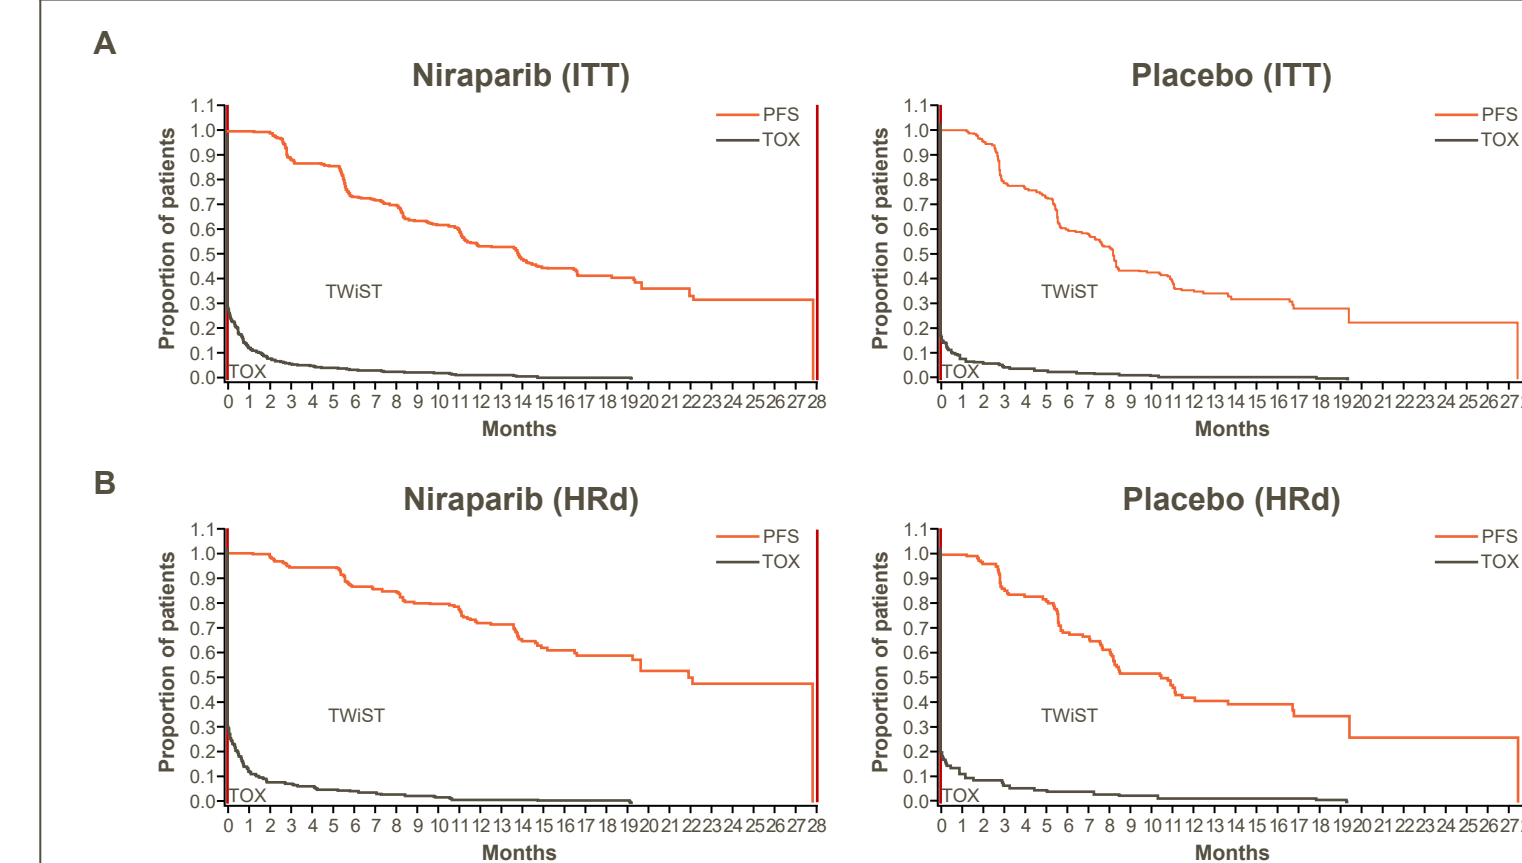 A
Niraparib (ITT)
Placebo (ITT)
1.1
1.0
0.9
0.8
0.7
0.6
0.5
0.4
0.3
0.2
0.1
0.0
Proportion of patients
PFS
TOX
TWiST
TOX
0 1 2 3 4 5 6 7 8 9 10 11 12 13 14 15 16 17 18 19 20 21 22 23 24 25 26 27 28
Months
1.1
1.0
0.9
0.8
0.7
0.6
0.5
0.4
0.3
0.2
0.1
0.0
Proportion of patients
PFS
TOX
TWiST
TOX
0 1 2 3 4 5 6 7 8 9 10 11 12 13 14 15 16 17 18 19 20 21 22 23 24 25 26 27
Months
B
Niraparib (HRd)
Placebo (HRd)
1.1
1.0
0.9
0.8
0.7
0.6
0.5
0.4
0.3
0.2
0.1
0.0
Proportion of patients
PFS
TOX
TWiST
TOX
0 1 2 3 4 5 6 7 8 9 10 11 12 13 14 15 16 17 18 19 20 21 22 23 24 25 26 27 28
Months
1.1
1.0
0.9
0.8
0.7
0.6
0.5
0.4
0.3
0.2
0.1
0.0
Proportion of patients
PFS
TOX
TWiST
TOX
0 1 2 3 4 5 6 7 8 9 10 11 12 13 14 15 16 17 18 19 20 21 22 23 24 25 26 27
Months